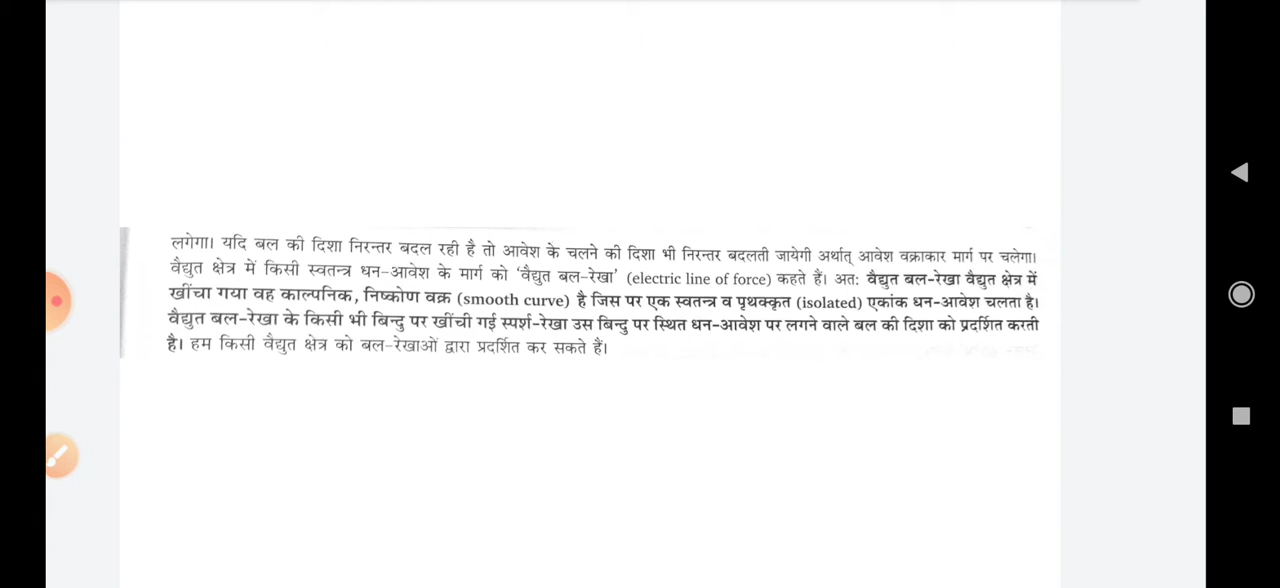 लगेगा। यदि बल की दिशा निरन्तर बदल रही है तो आवेश के चलने की दिशा भी निरन्तर बदलती जायेगी अर्थात् आवेश वक्राकार मार्ग पर चलेगा।
वैद्युत क्षेत्र में किसी स्वतन्त्र धन-आवेश के मार्ग को ‘वैद्युत बल-रेखा’ (electric line of force) कहते हैं। अतः वैद्युत बल-रेखा वैद्युत क्षेत्र में
खींचा गया वह काल्पनिक, निष्कोण वक्र (smooth curve) है जिस पर एक स्वतन्त्र व पृथक्कृत (isolated) एकांक धन-आवेश चलता है।
वैद्युत बल-रेखा के किसी भी बिन्दु पर खींची गई स्पर्श-रेखा उस बिन्दु पर स्थित धन-आवेश पर लगने वाले बल की दिशा को प्रदर्शित करती
है। हम किसी वैद्युत क्षेत्र को बल-रेखाओं द्वारा प्रदर्शित कर सकते हैं।